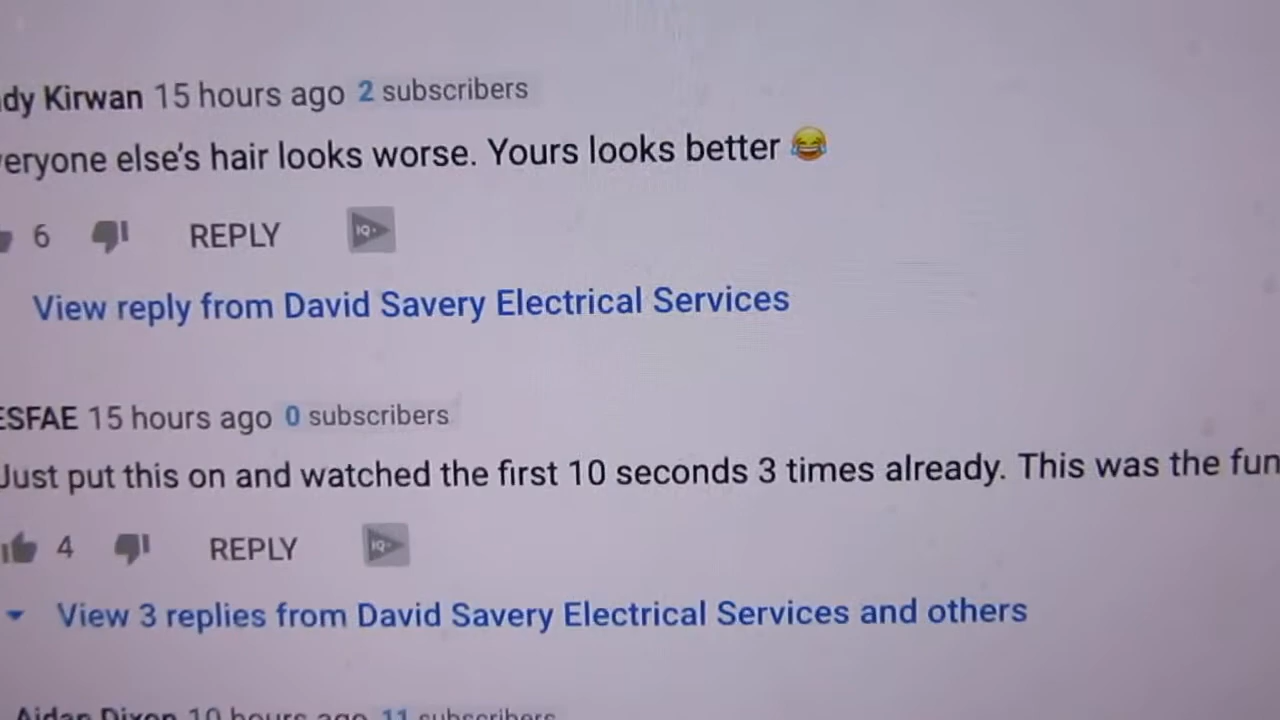 dy Kirwan 15 hours ago 2 subscribers
veryone else's hair looks worse. Yours looks better 😂
6 REPLY IQ
View reply from David Savery Electrical Services
ESFAE 15 hours ago 0 subscribers
Just put this on and watched the first 10 seconds 3 times already. This was the fun
4 REPLY IQ
View 3 replies from David Savery Electrical Services and others
Aidan Dixon 10 hours ago 11 subscribers